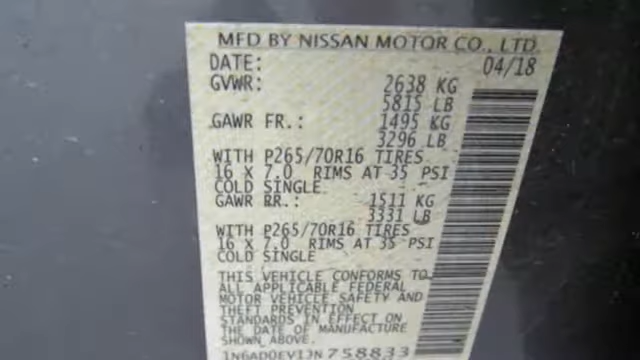 MFD BY NISSAN MOTOR CO., LTD.
DATE: 04/18
GVWR: 2638 KG
5815 LB
GAWR FR.: 1495 KG
3296 LB
WITH P265/70R16 TIRES
16 X 7.0 RIMS AT 35 PSI
COLD SINGLE
GAWR RR.: 1511 KG
3331 LB
WITH P265/70R16 TIRES
16 X 7.0 RIMS AT 35 PSI
COLD SINGLE
THIS VEHICLE CONFORMS TO
ALL APPLICABLE FEDERAL
MOTOR VEHICLE SAFETY AND
THEFT PREVENTION
STANDARDS IN EFFECT ON
THE DATE OF MANUFACTURE
SHOWN ABOVE.
758833